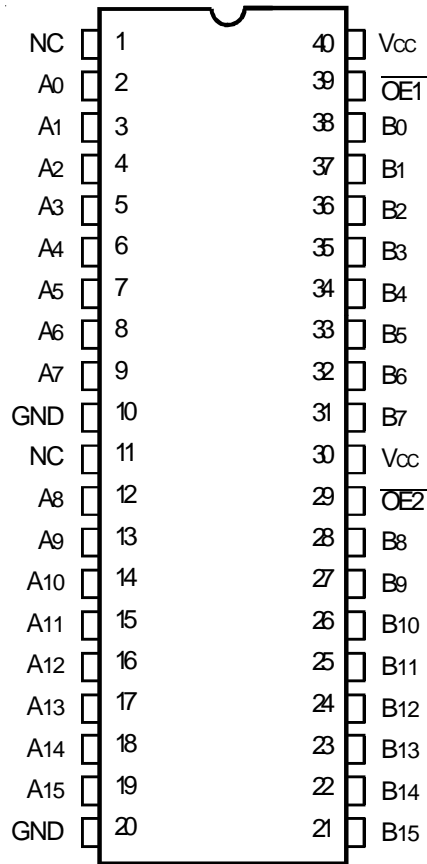 NC 1 40 Vcc
A0 2 39 OE1
A1 3 38 B0
A2 4 37 B1
A3 5 36 B2
A4 6 35 B3
A5 7 34 B4
A6 8 33 B5
A7 9 32 B6
GND 10 31 B7
NC 11 30 Vcc
A8 12 29 OE2
A9 13 28 B8
A10 14 27 B9
A11 15 26 B10
A12 16 25 B11
A13 17 24 B12
A14 18 23 B13
A15 19 22 B14
GND 20 21 B15